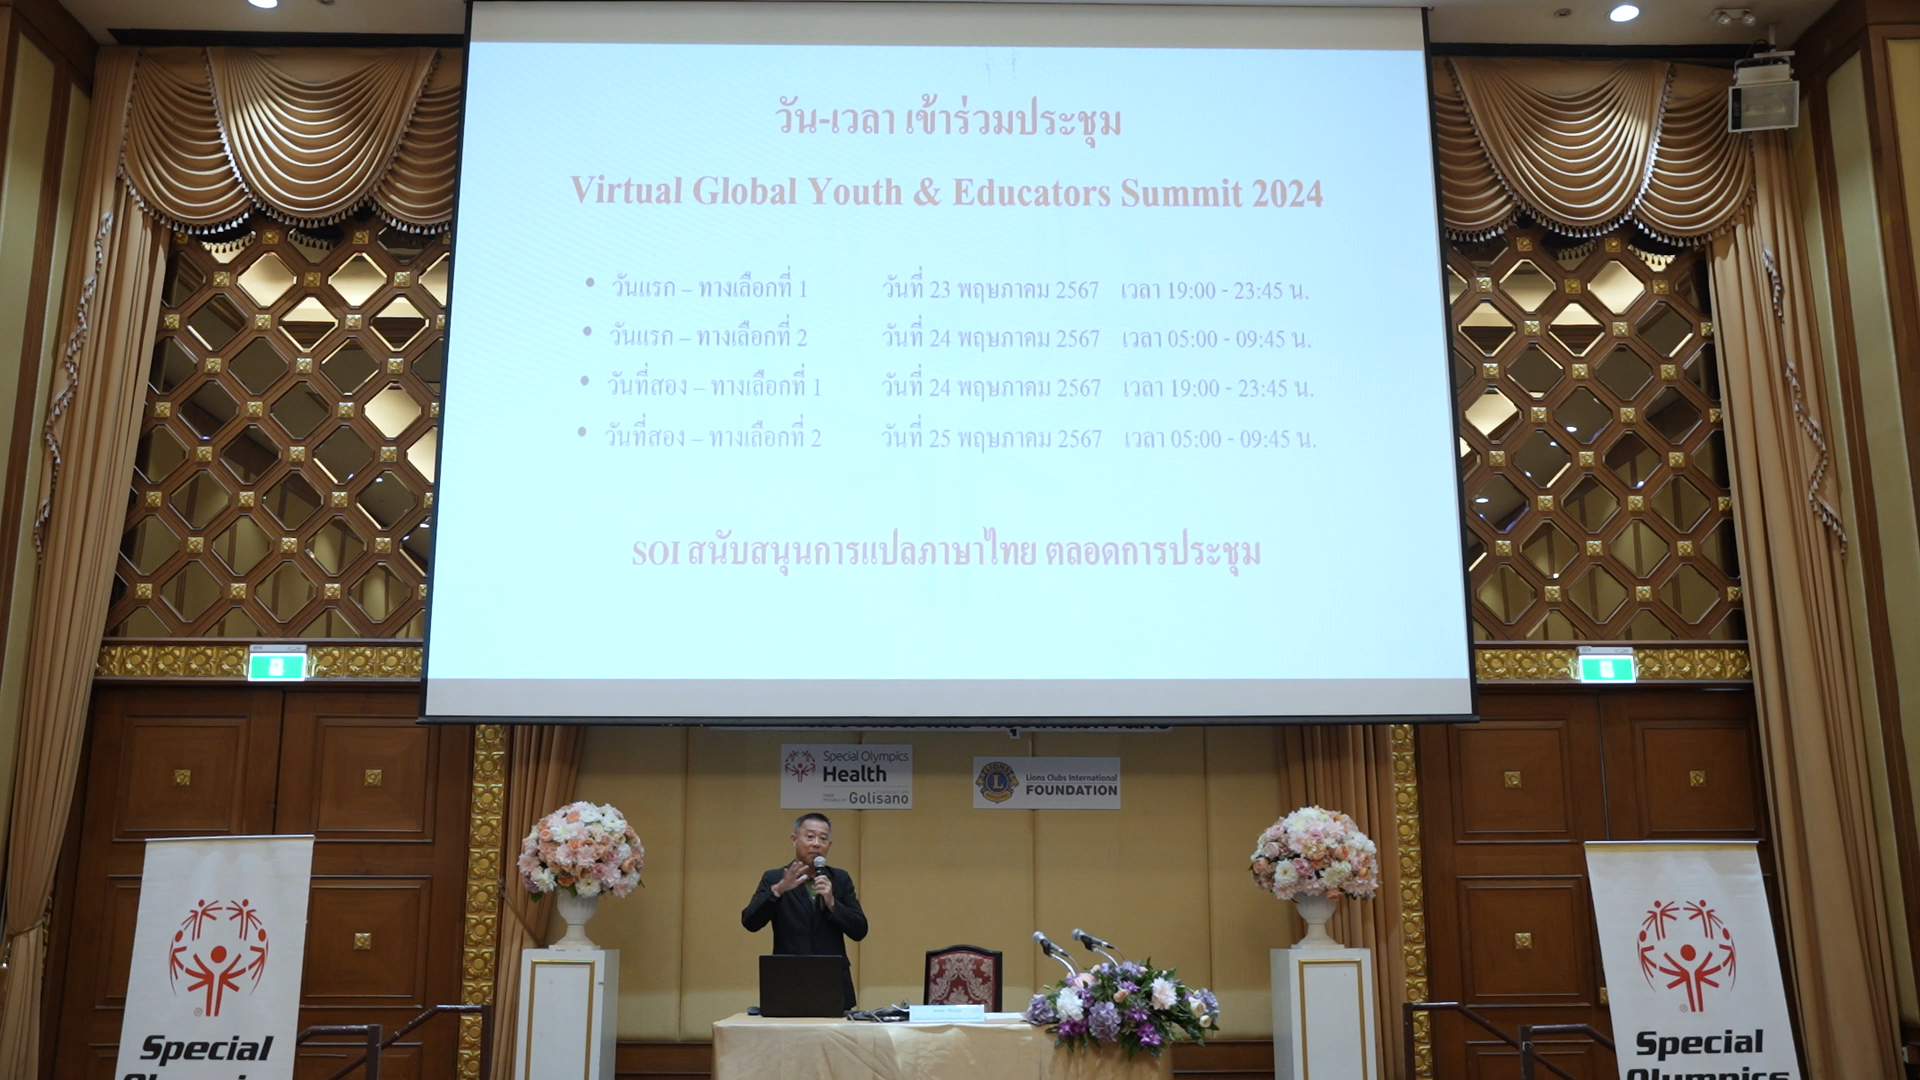 วัน-เวลา เข้าร่วมประชุม
Virtual Global Youth & Educators Summit 2024
• วันแรก – ทางเลือกที่ 1 วันที่ 23 พฤษภาคม 2567 เวลา 19:00 - 23:45 น.
• วันแรก – ทางเลือกที่ 2 วันที่ 24 พฤษภาคม 2567 เวลา 05:00 - 09:45 น.
• วันที่สอง – ทางเลือกที่ 1 วันที่ 24 พฤษภาคม 2567 เวลา 19:00 - 23:45 น.
• วันที่สอง – ทางเลือกที่ 2 วันที่ 25 พฤษภาคม 2567 เวลา 05:00 - 09:45 น.
SOI สนับสนุนการแปลภาษาไทย ตลอดการประชุม
Special Olympics
Health
Golisano
LIONS
L
Lions Clubs International
FOUNDATION
Special
Olympics
Special
Olympics